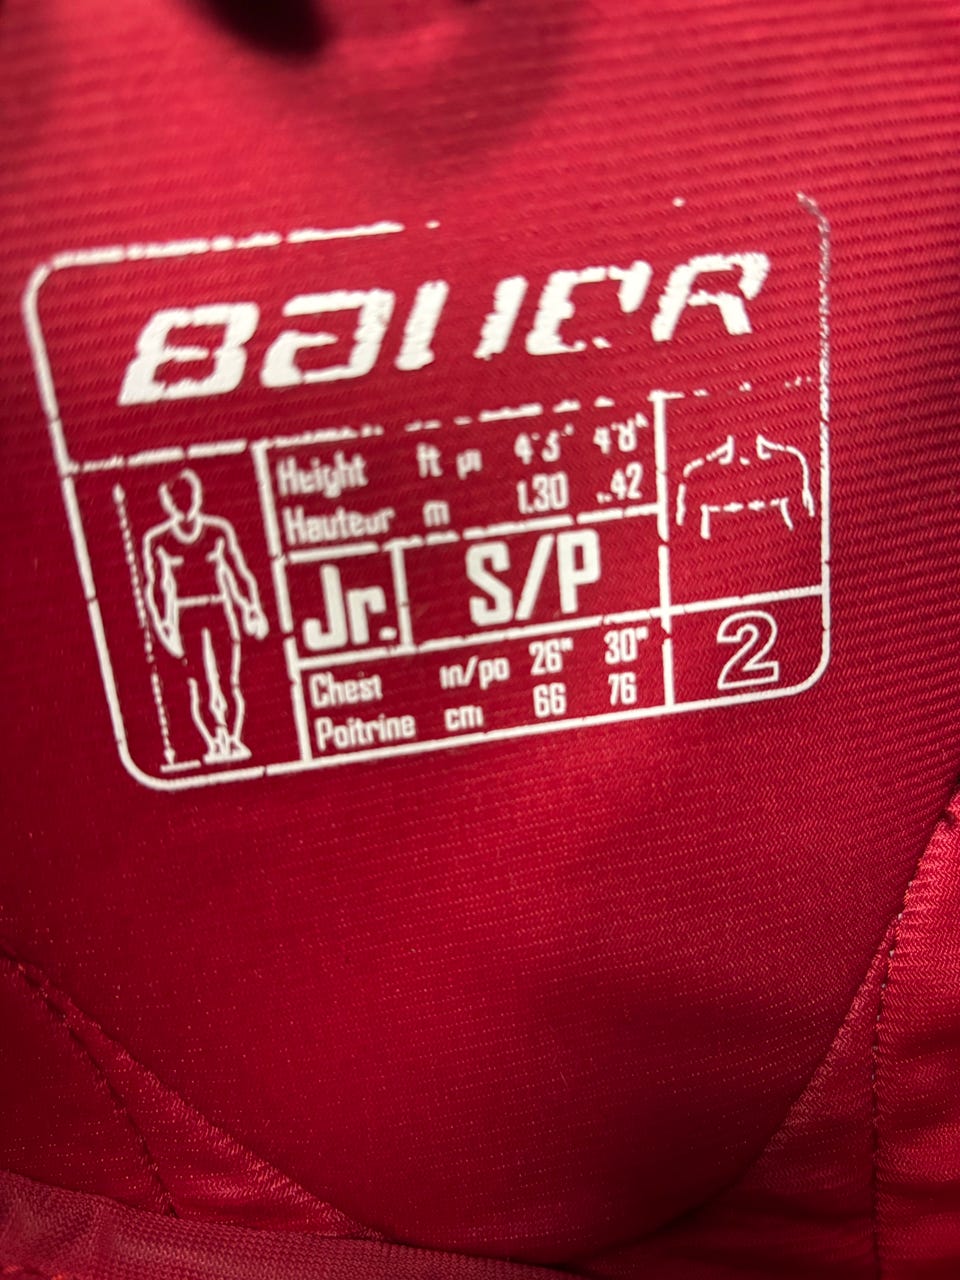 BAUER
Height ft 4'3" 4'8"
Hauteur m 1.30 1.42
Jr. S/P
Chest in/po 26" 30"
Poitrine cm 66 76
2